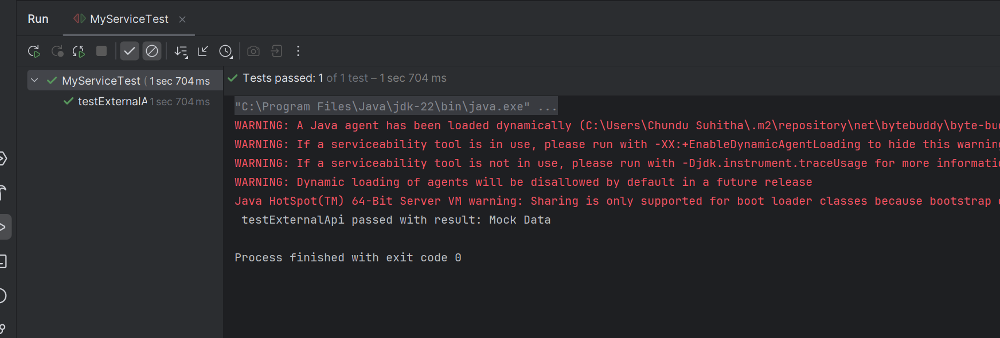 Run MyServiceTest
MyServiceTest ( 1 sec 704 ms
testExternalA 1 sec 704 ms
Tests passed: 1 of 1 test – 1 sec 704 ms
"C:\Program Files\Java\jdk-22\bin\java.exe" ...
WARNING: A Java agent has been loaded dynamically (C:\Users\Chundu Suhitha\.m2\repository\net\bytebuddy\byte-bud
WARNING: If a serviceability tool is in use, please run with -XX:+EnableDynamicAgentLoading to hide this warning
WARNING: If a serviceability tool is not in use, please run with -Djdk.instrument.traceUsage for more informatio
WARNING: Dynamic loading of agents will be disallowed by default in a future release
Java HotSpot(TM) 64-Bit Server VM warning: Sharing is only supported for boot loader classes because bootstrap
testExternalApi passed with result: Mock Data
Process finished with exit code 0